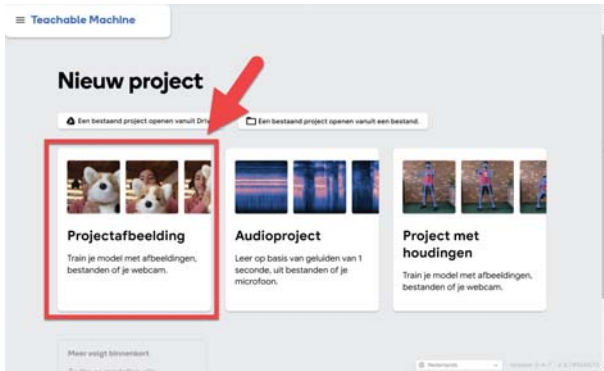 Teachable Machine
Nieuw project
Een bestaand project openen vanuit Driv
Een bestaand project openen vanuit een bestand.
Projectafbeelding
Train je model met afbeeldingen,
bestanden of je webcam.
Audioproject
Leer op basis van geluiden van 1
seconde, uit bestanden of je
microfoon.
Project met
houdingen
Train je model met afbeeldingen,
bestanden of je webcam.
Meer volgt binnenkort
Nederlands